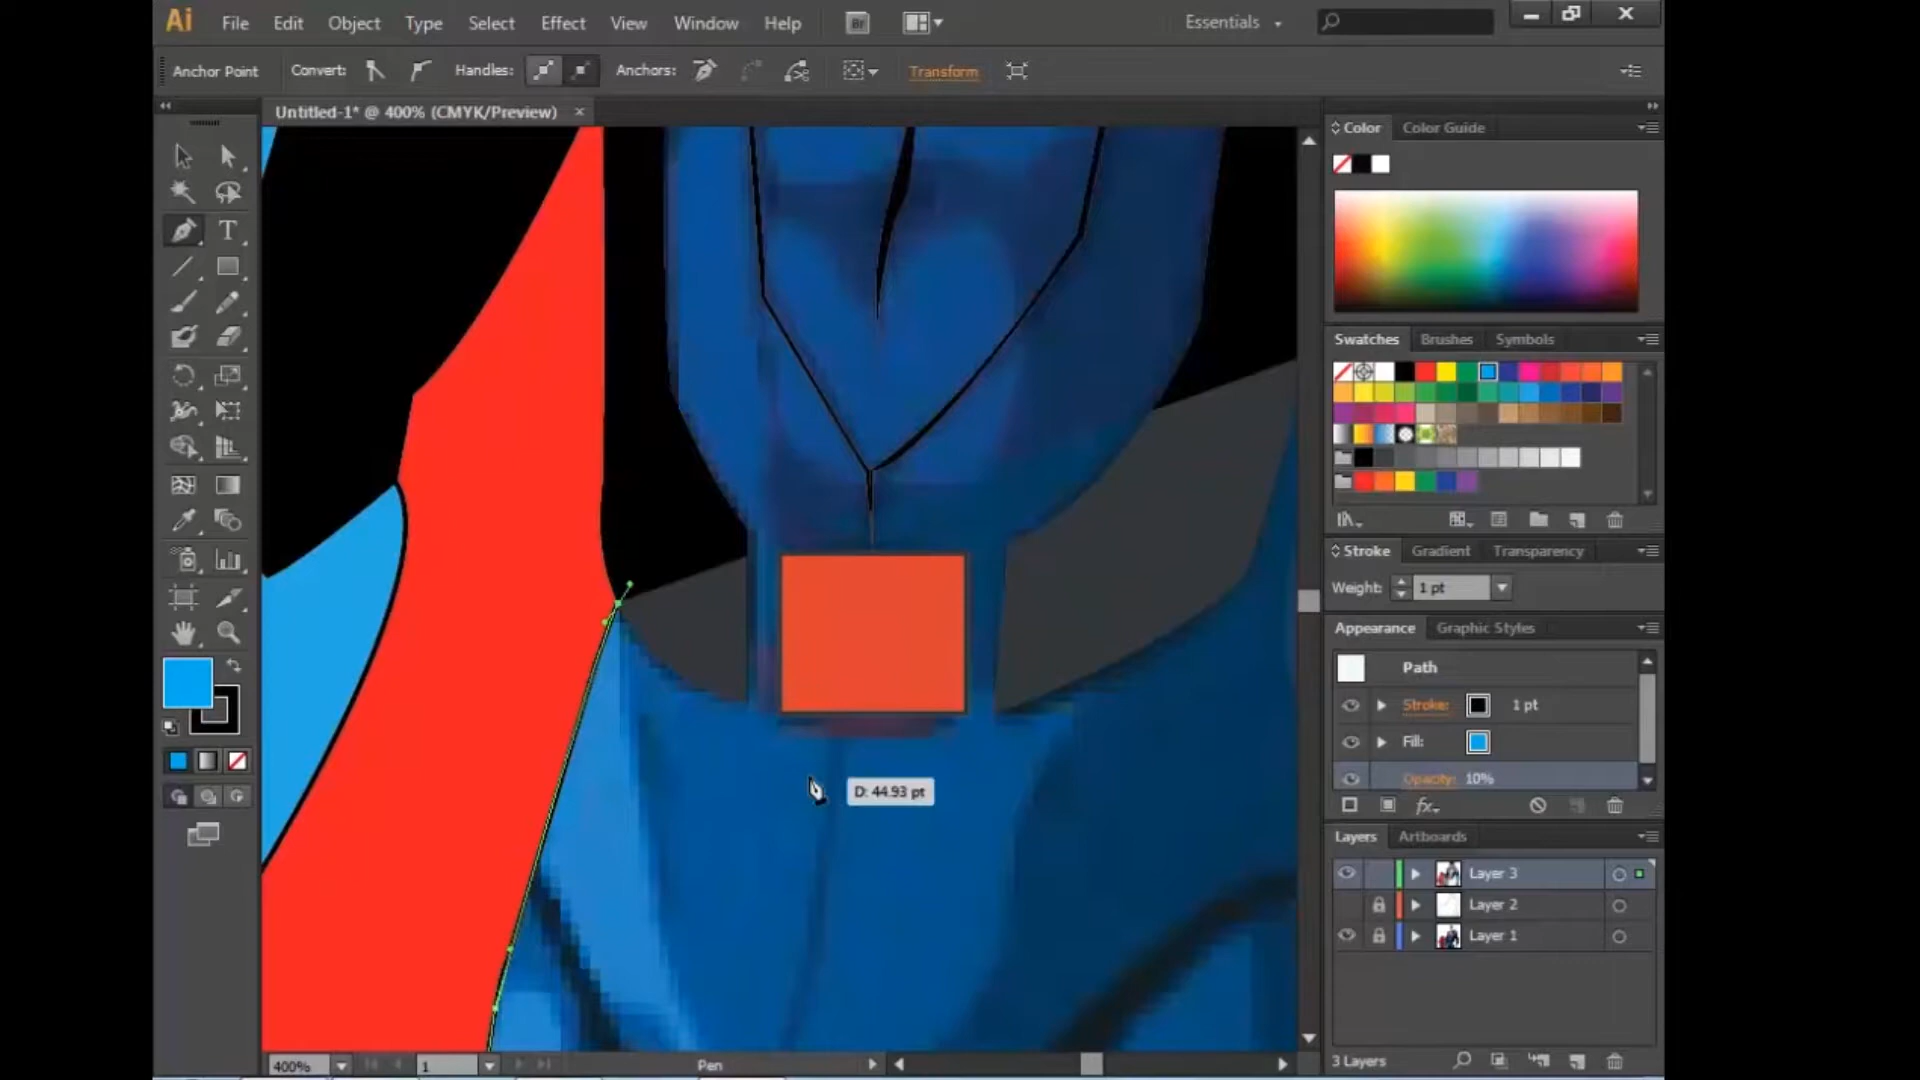 Ai File Edit Object Type Select Effect View Window Help Br Essentials
Anchor Point Convert: Handles: Anchors: Transform
Untitled-1* @ 400% (CMYK/Preview) ×
Color Color Guide
Swatches Brushes Symbols
Stroke Gradient Transparency
Weight: 1 pt
Appearance Graphic Styles
Path
Stroke: 1 pt
Fill:
Opacity: 10%
fx
D: 44.93 pt
Layers Artboards
Layer 3
Layer 2
Layer 1
3 Layers
400% 1 Pen